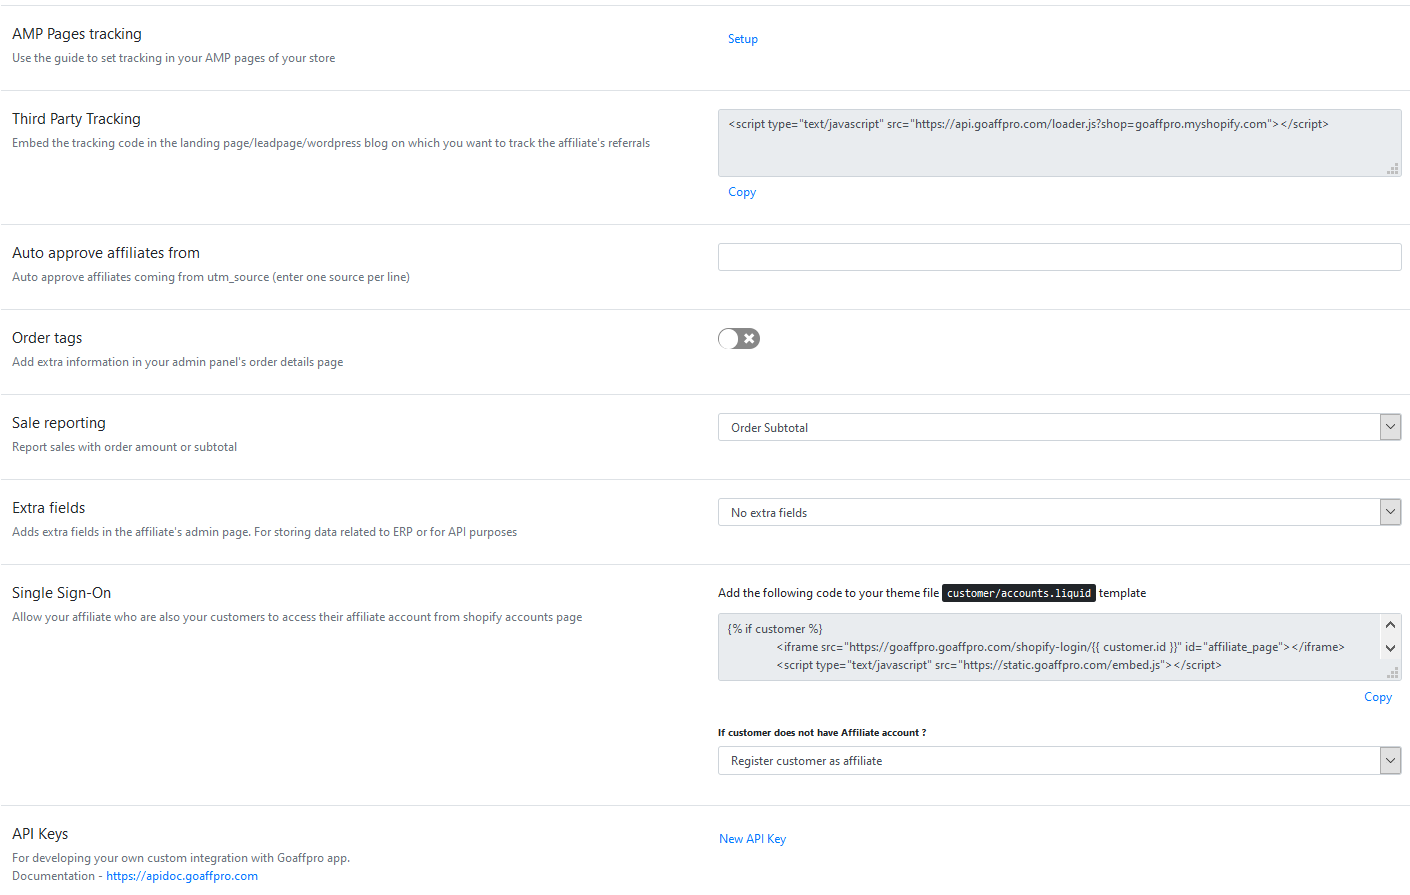 AMP Pages tracking
Use the guide to set tracking in your AMP pages of your store
Setup
Third Party Tracking
Embed the tracking code in the landing page/leadpage/wordpress blog on which you want to track the affiliate's referrals
<script type="text/javascript" src="https://api.goaffpro.com/loader.js?shop=goaffpro.myshopify.com"></script>
Copy
Auto approve affiliates from
Auto approve affiliates coming from utm_source (enter one source per line)
Order tags
Add extra information in your admin panel's order details page
Sale reporting
Report sales with order amount or subtotal
Order Subtotal
Extra fields
Adds extra fields in the affiliate's admin page. For storing data related to ERP or for API purposes
No extra fields
Single Sign-On
Allow your affiliate who are also your customers to access their affiliate account from shopify accounts page
Add the following code to your theme file customer/accounts.liquid template
{% if customer %}
<iframe src="https://goaffpro.goaffpro.com/shopify-login/{{ customer.id }}" id="affiliate_page"></iframe>
<script type="text/javascript" src="https://static.goaffpro.com/embed.js"></script>
Copy
If customer does not have Affiliate account ?
Register customer as affiliate
API Keys
For developing your own custom integration with Goaffpro app.
Documentation - https://apidoc.goaffpro.com
New API Key